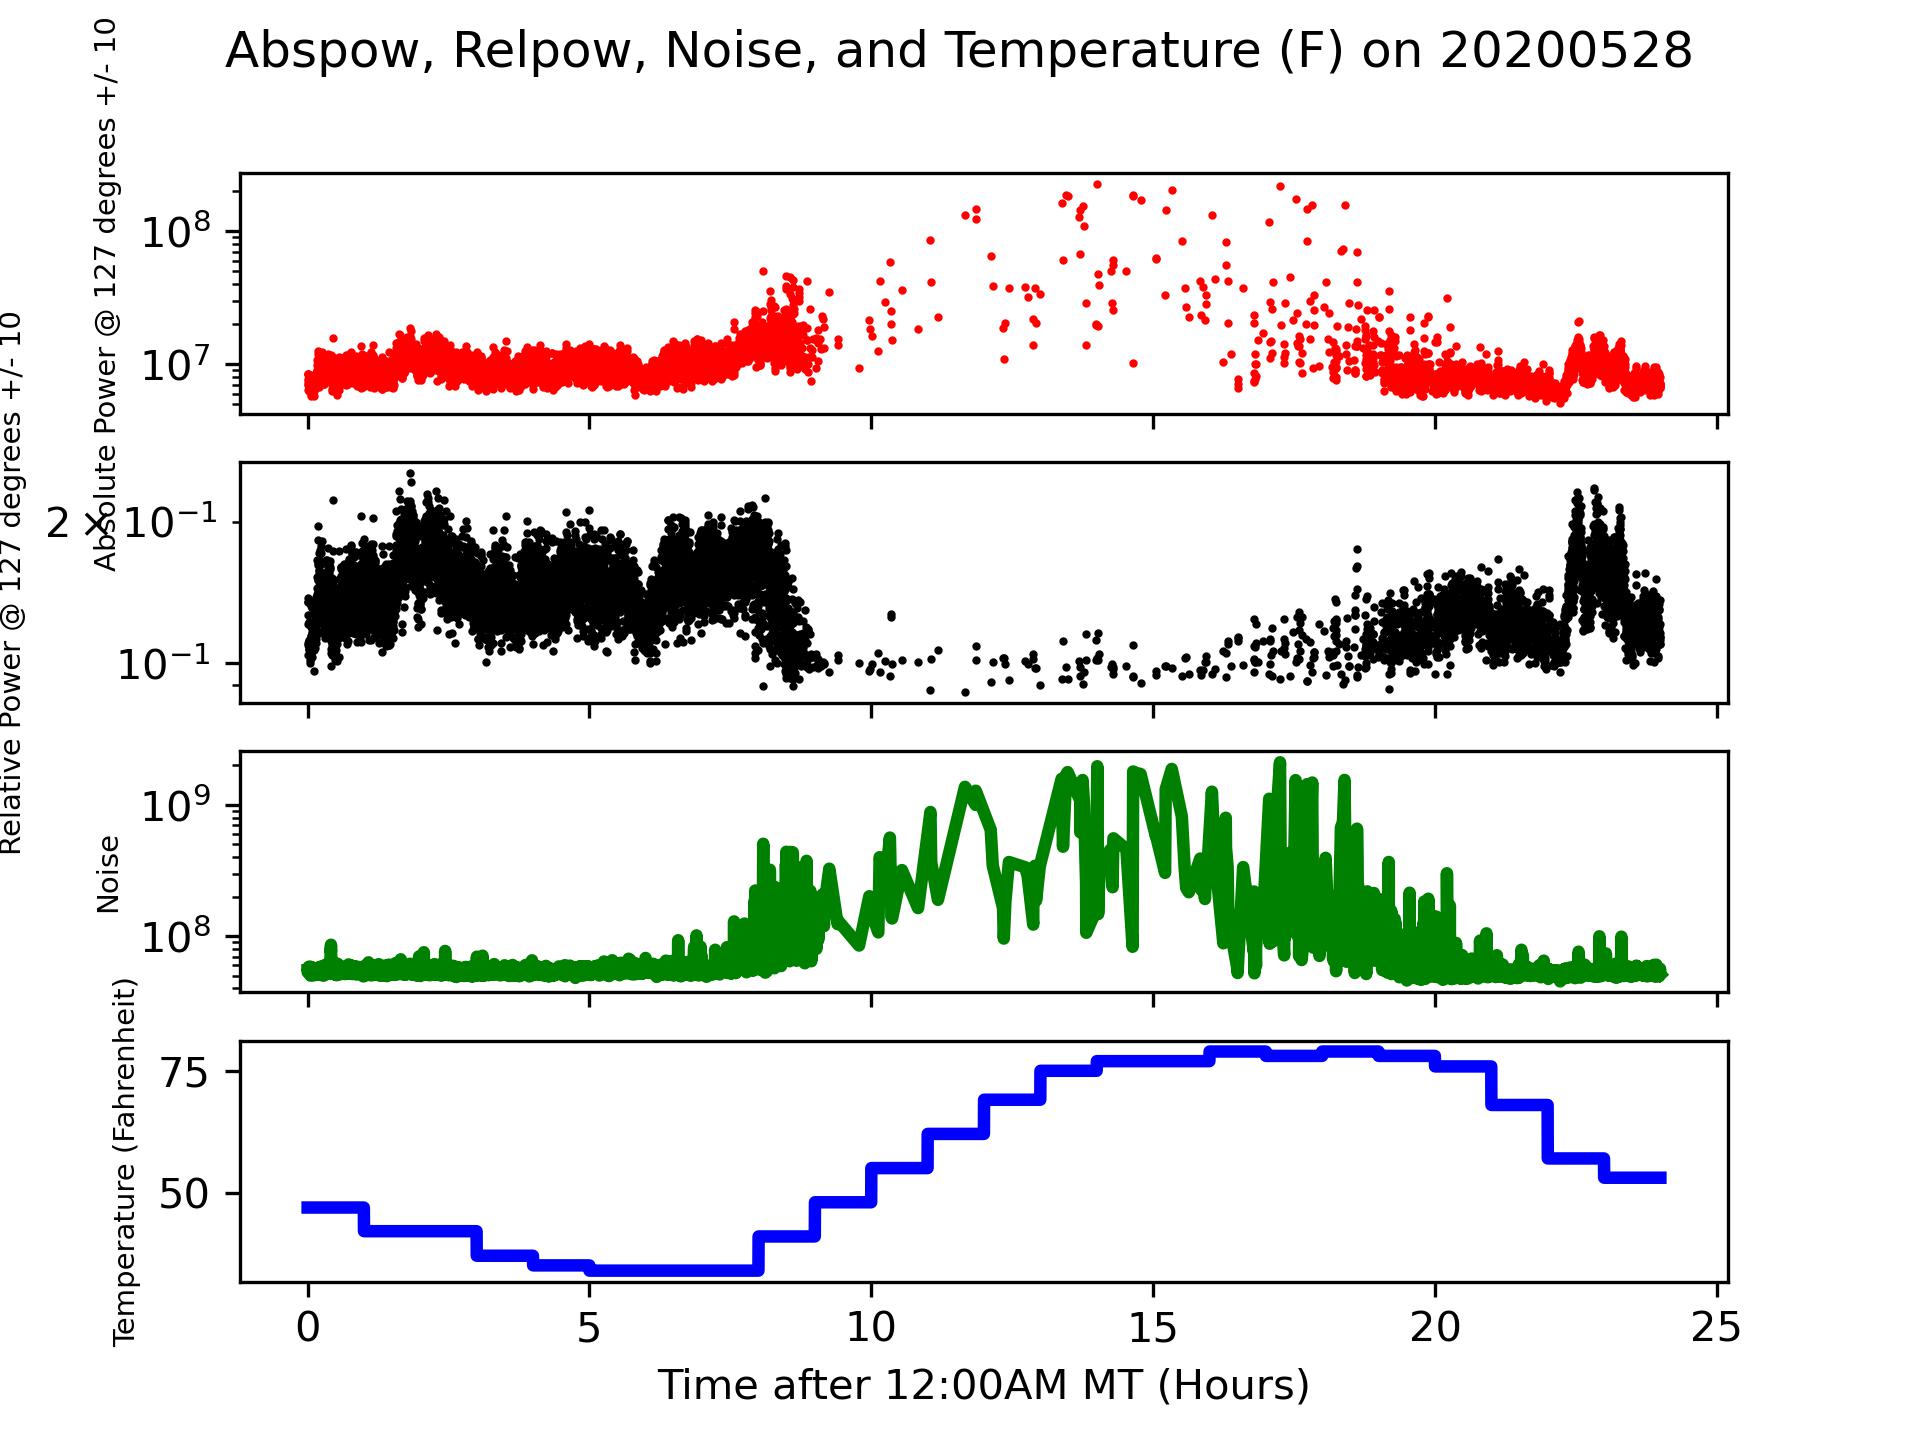 Abspow, Relpow, Noise, and Temperature (F) on 20200528
Absolute Power @ 127 degrees +/- 10
10⁸
10⁷
Relative Power @ 127 degrees +/- 10
2 × 10⁻¹
10⁻¹
Noise
10⁹
10⁸
Temperature (Fahrenheit)
75
50
0 5 10 15 20 25
Time after 12:00AM MT (Hours)